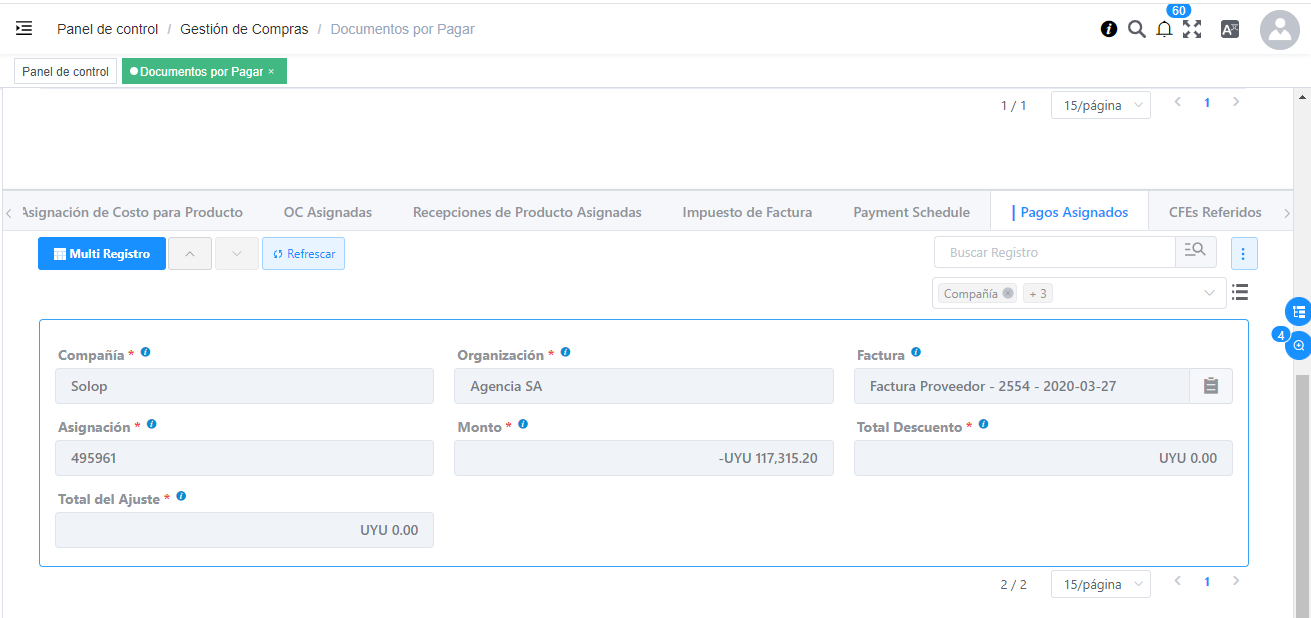 60
Panel de control / Gestión de Compras / Documentos por Pagar
Panel de control
Documentos por Pagar ×
1 / 1
15/página
1
Asignación de Costo para Producto
OC Asignadas
Recepciones de Producto Asignadas
Impuesto de Factura
Payment Schedule
Pagos Asignados
CFEs Referidos
Multi Registro
Refrescar
Buscar Registro
Compañía
+ 3
4
Compañía *
Organización *
Factura
Solop
Agencia SA
Factura Proveedor - 2554 - 2020-03-27
Asignación *
Monto *
Total Descuento *
495961
-UYU 117,315.20
UYU 0.00
Total del Ajuste *
UYU 0.00
2 / 2
15/página
1